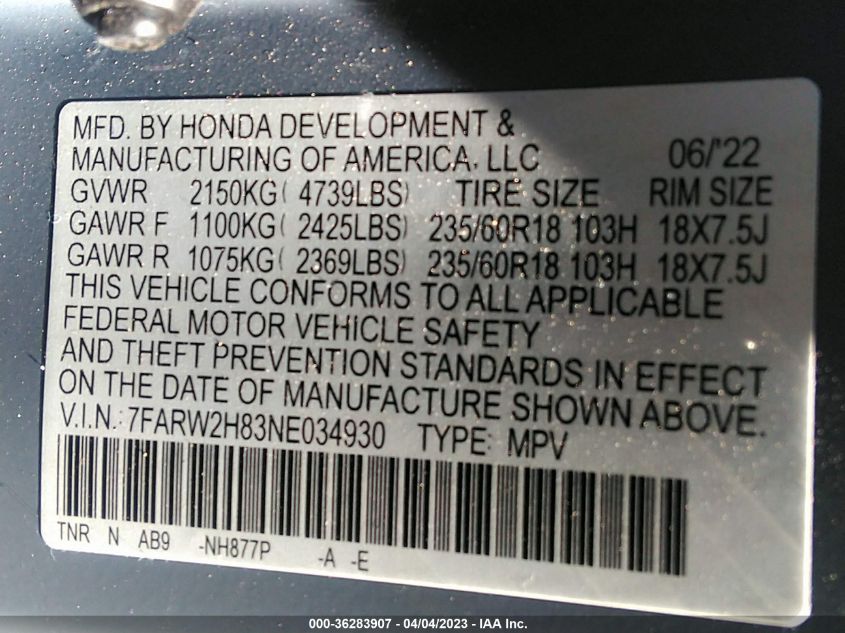 MFD. BY HONDA DEVELOPMENT &
MANUFACTURING OF AMERICA, LLC 06/'22
GVWR 2150KG( 4739LBS) TIRE SIZE RIM SIZE
GAWR F 1100KG( 2425LBS) 235/60R18 103H 18X7.5J
GAWR R 1075KG( 2369LBS) 235/60R18 103H 18X7.5J
THIS VEHICLE CONFORMS TO ALL APPLICABLE
FEDERAL MOTOR VEHICLE SAFETY
AND THEFT PREVENTION STANDARDS IN EFFECT
ON THE DATE OF MANUFACTURE SHOWN ABOVE.
V.I.N.: 7FARW2H83NE034930 TYPE: MPV
TNR N AB9 -NH877P -A -E
000-36283907 - 04/04/2023 - IAA Inc.